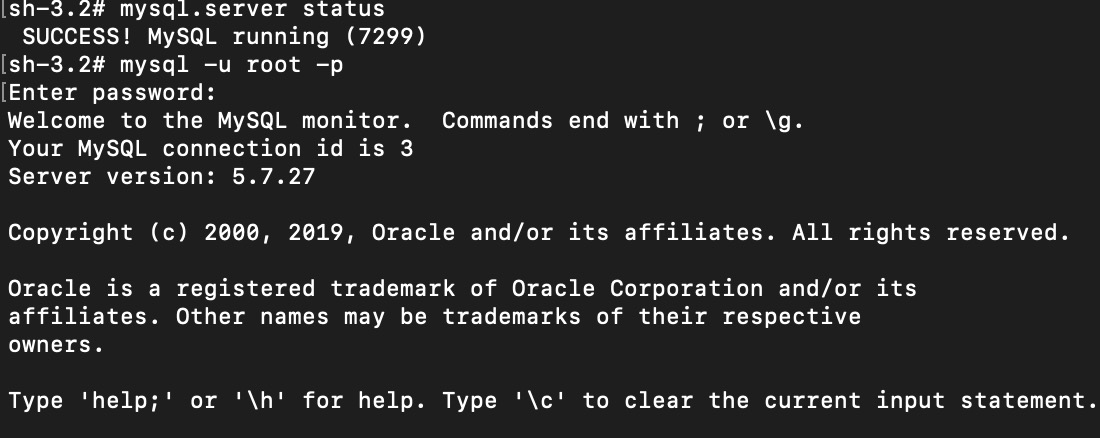 [sh-3.2# mysql.server status
 SUCCESS! MySQL running (7299)
[sh-3.2# mysql -u root -p
[Enter password:
Welcome to the MySQL monitor.  Commands end with ; or \g.
Your MySQL connection id is 3
Server version: 5.7.27

Copyright (c) 2000, 2019, Oracle and/or its affiliates. All rights reserved.

Oracle is a registered trademark of Oracle Corporation and/or its
affiliates. Other names may be trademarks of their respective
owners.

Type 'help;' or '\h' for help. Type '\c' to clear the current input statement.